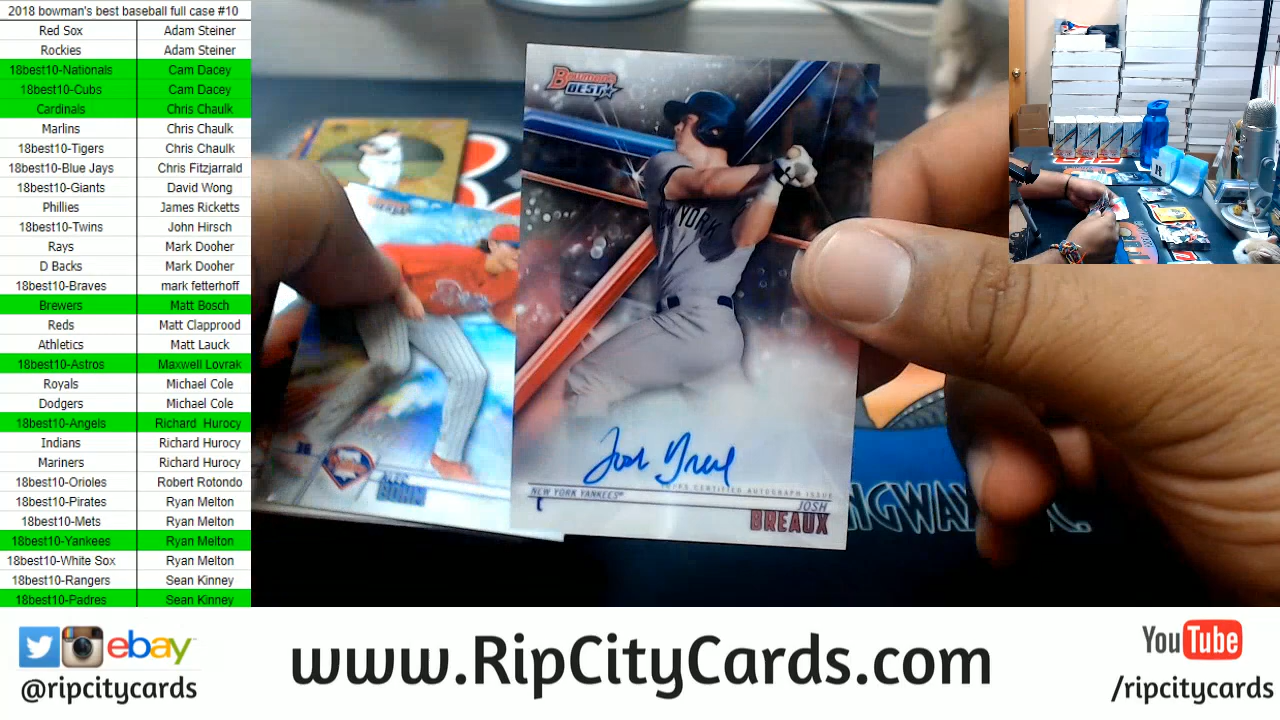 2018 bowman's best baseball full case #10
Red Sox Adam Steiner
Rockies Adam Steiner
18best10-Nationals Cam Dacey
18best10-Cubs Cam Dacey
Cardinals Chris Chaulk
Marlins Chris Chaulk
18best10-Tigers Chris Chaulk
18best10-Blue Jays Chris Fitzjarrald
18best10-Giants David Wong
Phillies James Ricketts
18best10-Twins John Hirsch
Rays Mark Dooher
D Backs Mark Dooher
18best10-Braves mark fetterhoff
Brewers Matt Bosch
Reds Matt Clapprood
Athletics Matt Lauck
18best10-Astros Maxwell Lovrak
Royals Michael Cole
Dodgers Michael Cole
18best10-Angels Richard Hurocy
Indians Richard Hurocy
Mariners Richard Hurocy
18best10-Orioles Robert Rotondo
18best10-Pirates Ryan Melton
18best10-Mets Ryan Melton
18best10-Yankees Ryan Melton
18best10-White Sox Ryan Melton
18best10-Rangers Sean Kinney
18best10-Padres Sean Kinney
Bowman's
BEST
YORK
CERTIFIED AUTOGRAPH ISSUE
NEW YORK YANKEES
JOSH
BREAUX
ebay
@ripcitycards
www.RipCityCards.com
YouTube
/ripcitycards